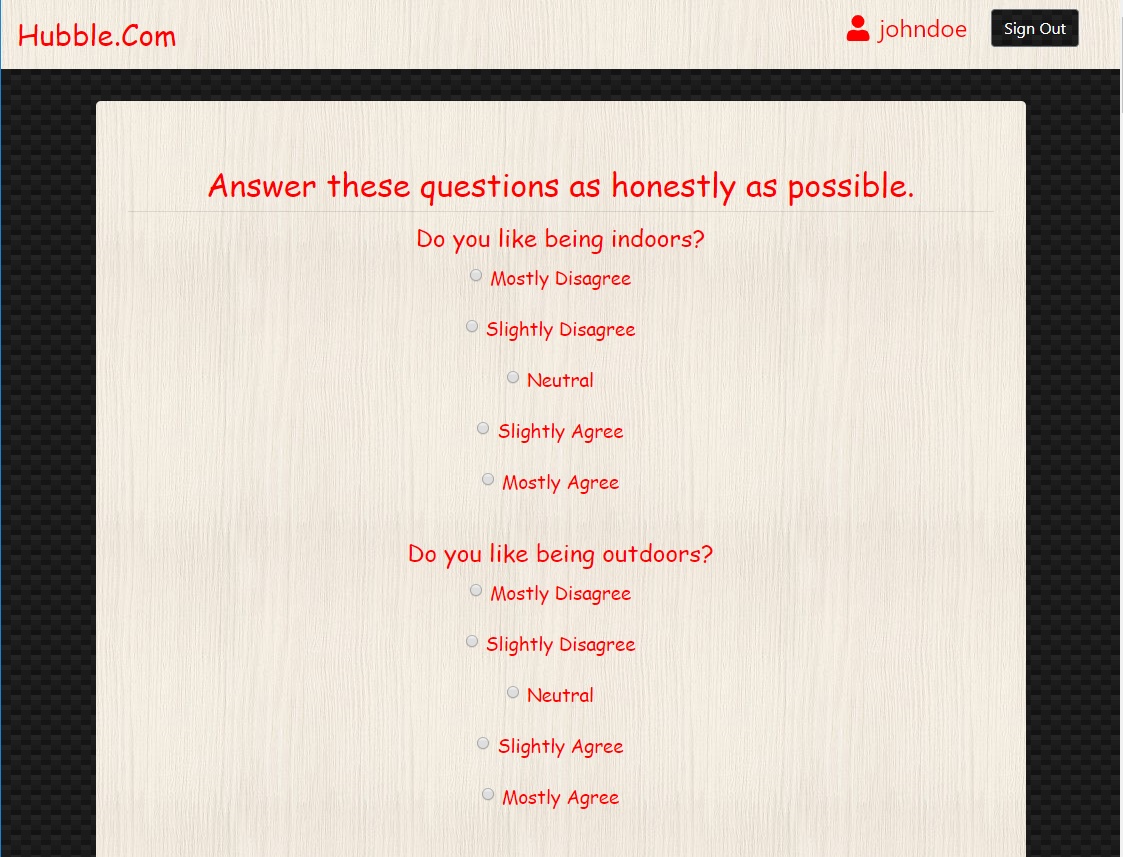 Hubble.Com
johndoe
Sign Out
Answer these questions as honestly as possible.
Do you like being indoors?
Mostly Disagree
Slightly Disagree
Neutral
Slightly Agree
Mostly Agree
Do you like being outdoors?
Mostly Disagree
Slightly Disagree
Neutral
Slightly Agree
Mostly Agree